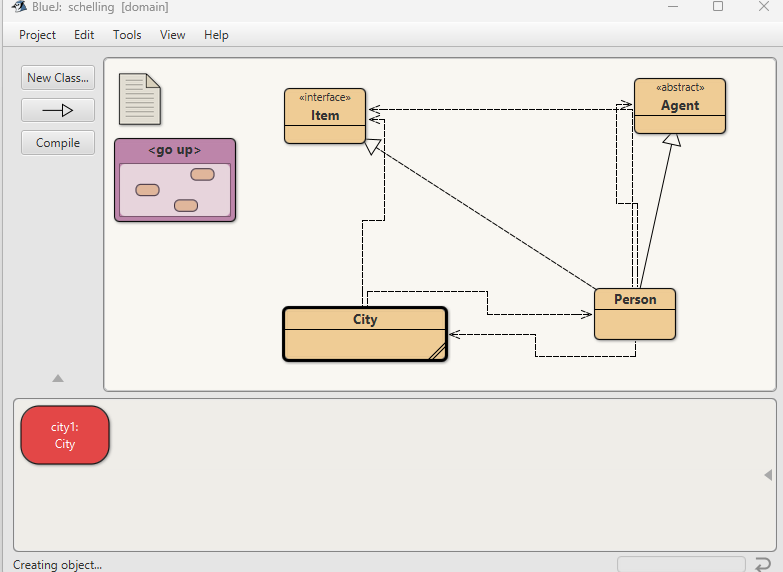 BlueJ: schelling [domain]
Project Edit Tools View Help
New Class...
Compile
<go up>
«interface»
Item
«abstract»
Agent
Person
City
city1:
City
Creating object...